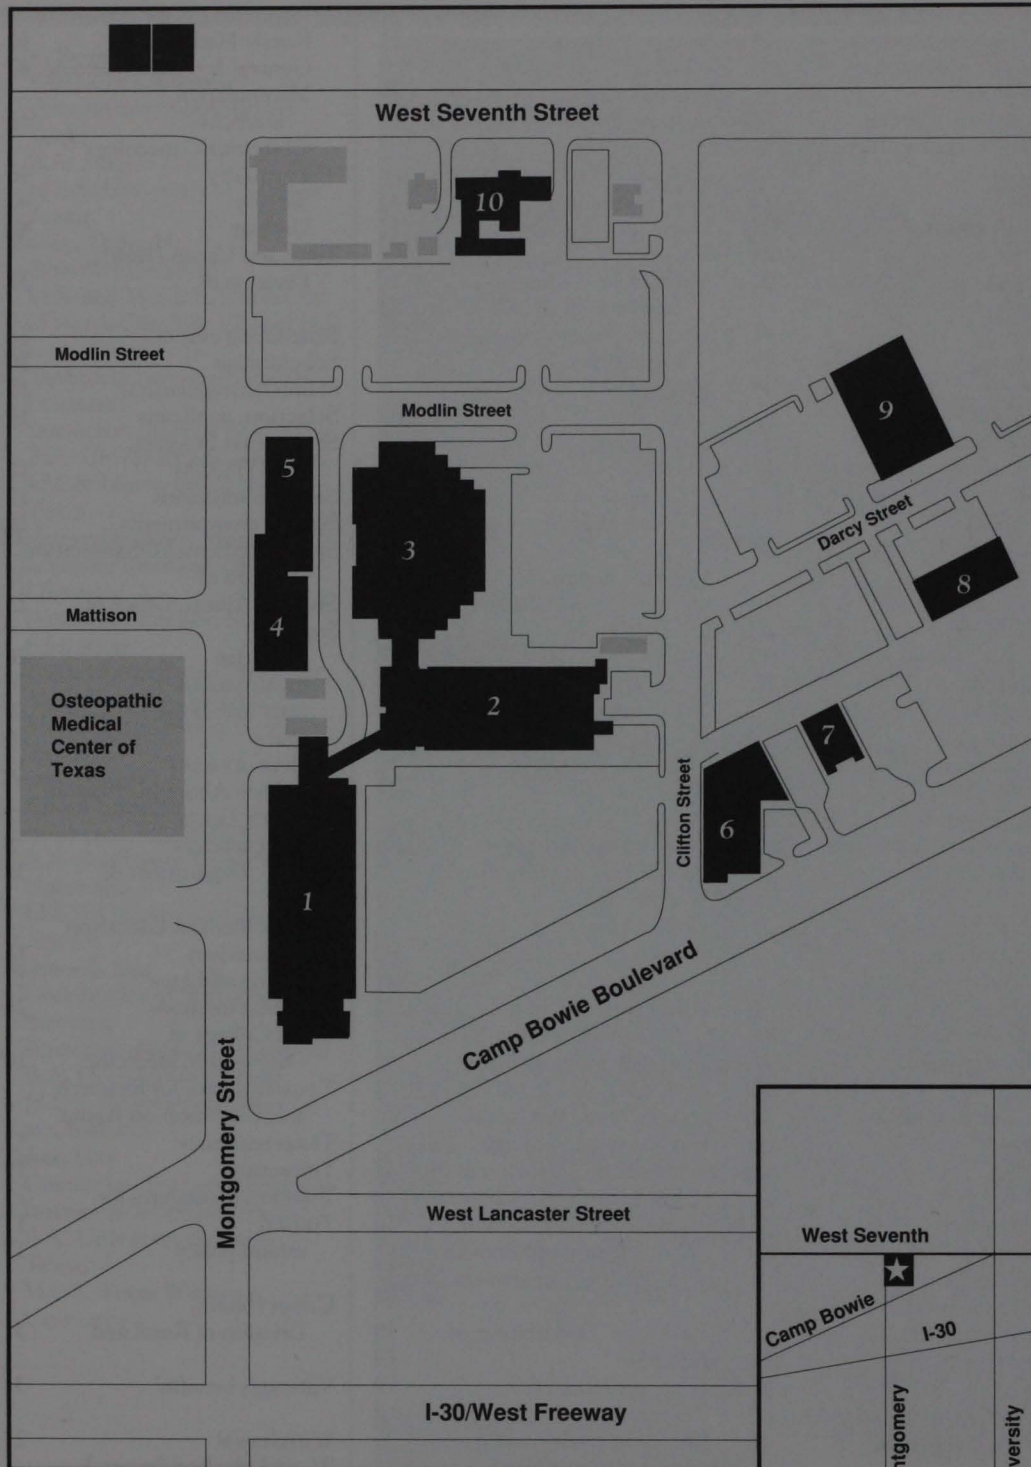 West Seventh Street
10
Modlin Street
Modlin Street
9
5
3
Darcy Street
8
Mattison
4
Osteopathic
Medical
Center of
Texas
2
7
Clifton Street
6
1
Camp Bowie Boulevard
Montgomery Street
West Lancaster Street
West Seventh
Camp Bowie
I-30
I-30/West Freeway
ntgomery
versity